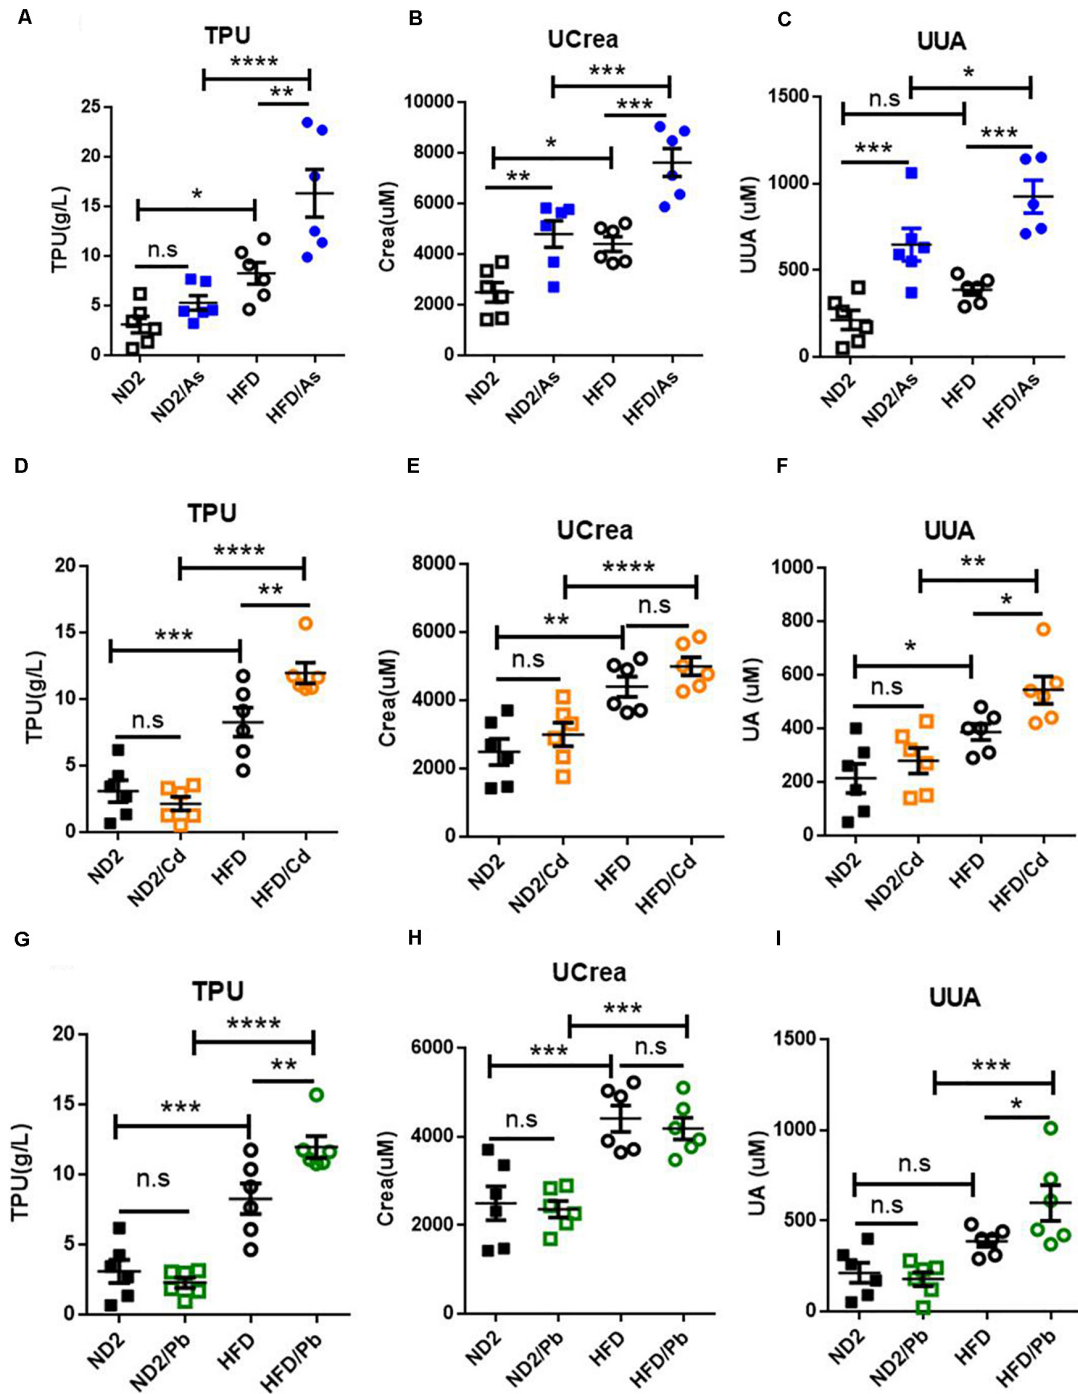 A
TPU
****
**
*
n.s
TPU(g/L)
25
20
15
10
5
0
ND2
ND2/As
HFD
HFD/As
B
UCrea
***
***
*
**
Crea(uM)
10000
8000
6000
4000
2000
0
ND2
ND2/As
HFD
HFD/As
C
UUA
*
n.s
***
***
UUA (uM)
1500
1000
500
0
ND2
ND2/As
HFD
HFD/As
D
TPU
****
**
***
n.s
TPU(g/L)
20
15
10
5
0
ND2
ND2/Cd
HFD
HFD/Cd
E
UCrea
****
n.s
**
n.s
Crea(uM)
8000
6000
4000
2000
0
ND2
ND2/Cd
HFD
HFD/Cd
F
UUA
**
*
*
n.s
UA (uM)
1000
800
600
400
200
0
ND2
ND2/Cd
HFD
HFD/Cd
G
TPU
****
**
***
n.s
TPU(g/L)
20
15
10
5
0
ND2
ND2/Pb
HFD
HFD/Pb
H
UCrea
***
n.s
***
n.s
Crea(uM)
6000
4000
2000
0
ND2
ND2/Pb
HFD
HFD/Pb
I
UUA
***
*
n.s
n.s
UA (uM)
1500
1000
500
0
ND2
ND2/Pb
HFD
HFD/Pb